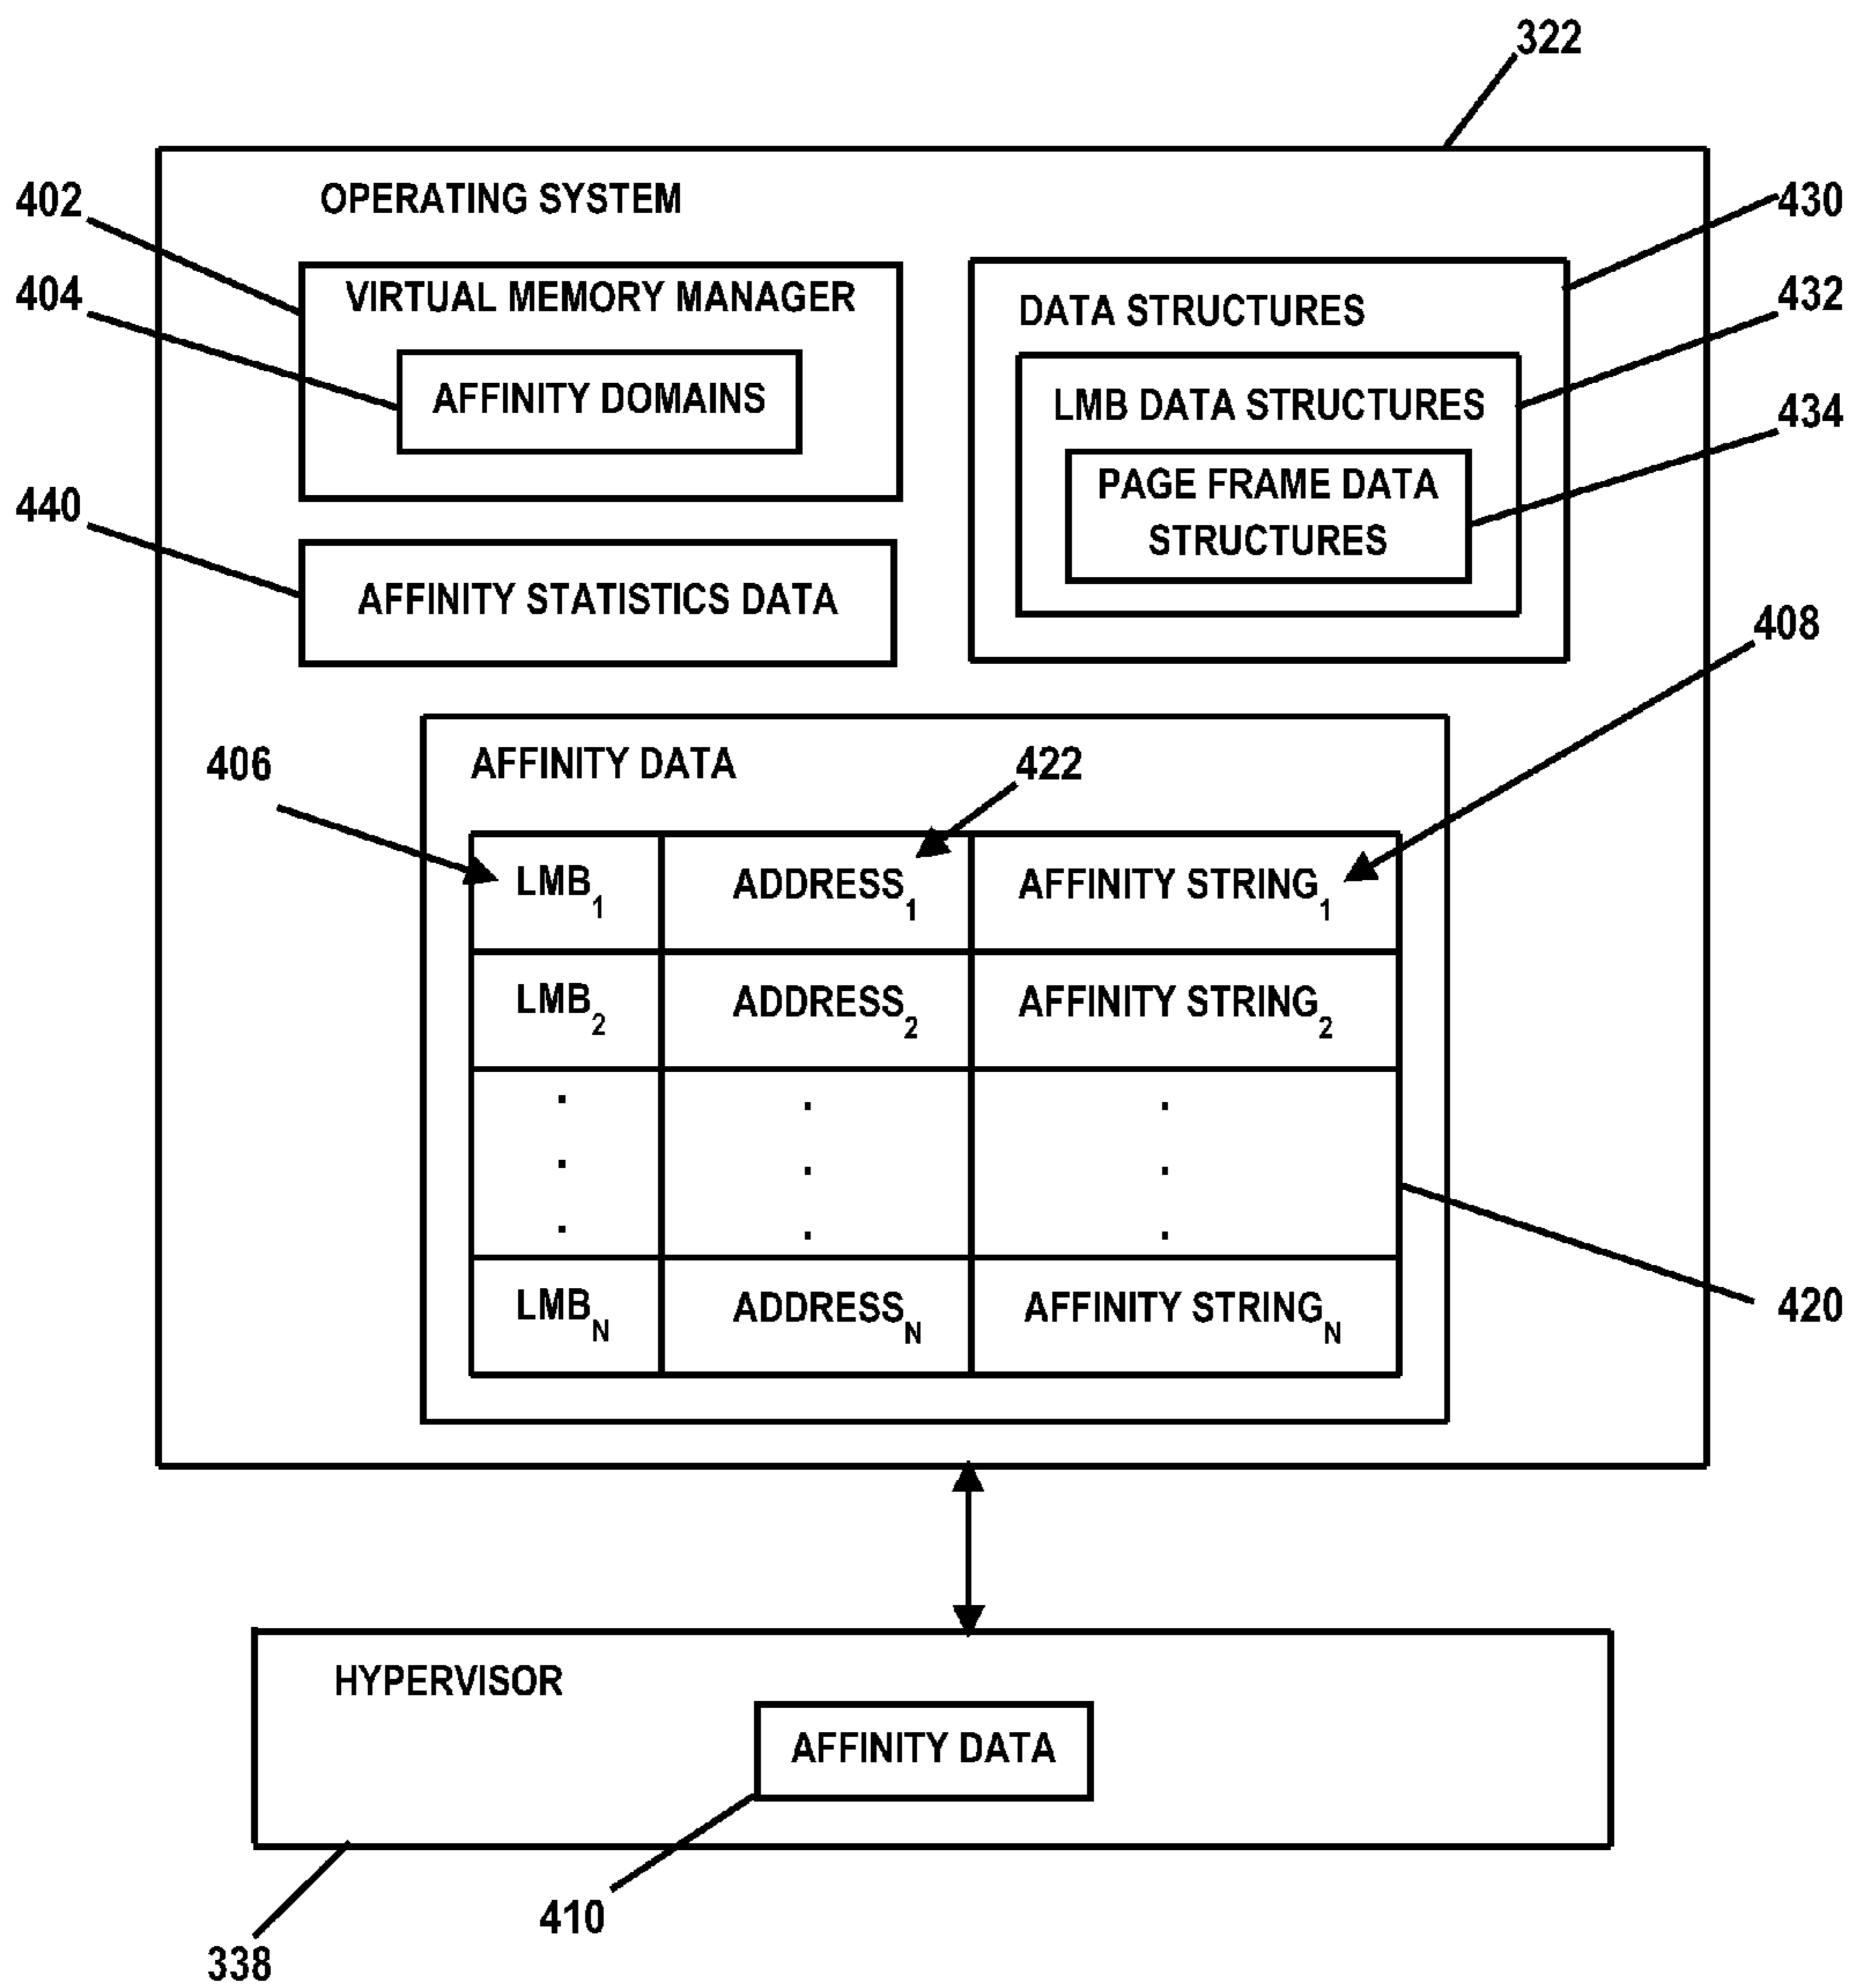 322
OPERATING SYSTEM
402
430
404
VIRTUAL MEMORY MANAGER
DATA STRUCTURES
432
AFFINITY DOMAINS
LMB DATA STRUCTURES
434
440
PAGE FRAME DATA
STRUCTURES
AFFINITY STATISTICS DATA
408
406
AFFINITY DATA
422
LMB1 ADDRESS1 AFFINITY STRING1
LMB2 ADDRESS2 AFFINITY STRING2
. . .
. . .
. . .
LMBN ADDRESSN AFFINITY STRINGN
420
HYPERVISOR
AFFINITY DATA
410
338